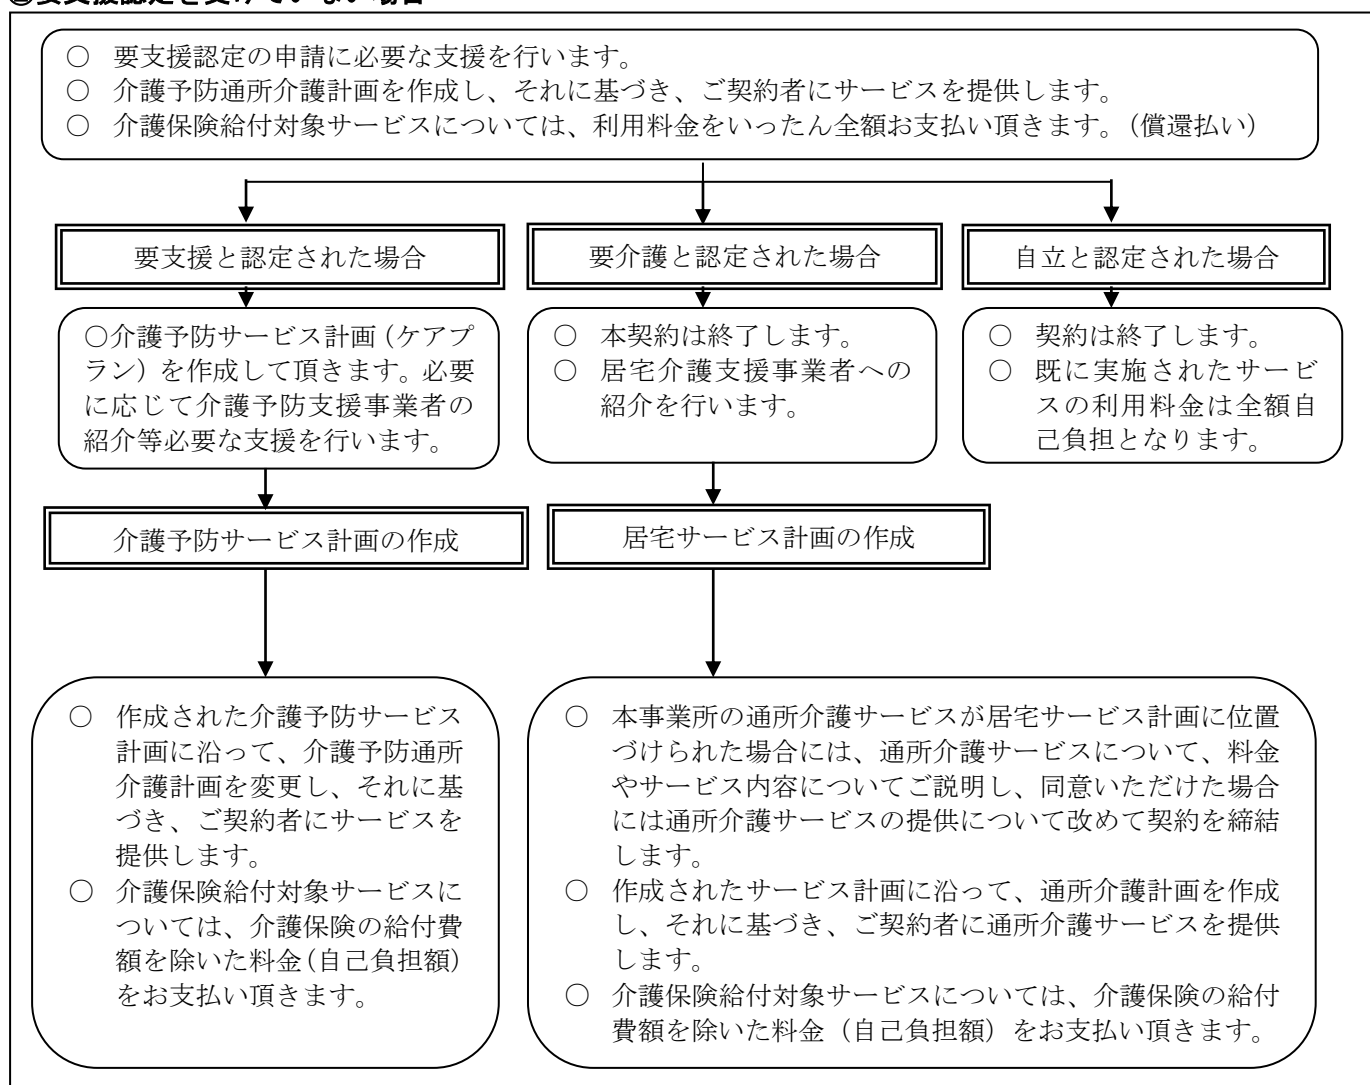 要支援認定を受けていない場合
○ 要支援認定の申請に必要な支援を行います。
○ 介護予防通所介護計画を作成し、それに基づき、ご契約者にサービスを提供します。
○ 介護保険給付対象サービスについては、利用料金をいったん全額お支払い頂きます。（償還払い）
要支援と認定された場合
要介護と認定された場合
自立と認定された場合
○介護予防サービス計画（ケアプ
ラン）を作成して頂きます。必要
に応じて介護予防支援事業者の
紹介等必要な支援を行います。
○ 本契約は終了します。
○ 居宅介護支援事業者への
紹介を行います。
○ 契約は終了します。
○ 既に実施されたサービ
スの利用料金は全額自
己負担となります。
介護予防サービス計画の作成
居宅サービス計画の作成
○ 作成された介護予防サービス
計画に沿って、介護予防通所
介護計画を変更し、それに基
づき、ご契約者にサービスを
提供します。
○ 介護保険給付対象サービスに
ついては、介護保険の給付費
額を除いた料金（自己負担額）
をお支払い頂きます。
○ 本事業所の通所介護サービスが居宅サービス計画に位置
づけられた場合には、通所介護サービスについて、料金
やサービス内容についてご説明し、同意いただけた場合
には通所介護サービスの提供について改めて契約を締結
します。
○ 作成されたサービス計画に沿って、通所介護計画を作成
し、それに基づき、ご契約者に通所介護サービスを提供
します。
○ 介護保険給付対象サービスについては、介護保険の給付
費額を除いた料金（自己負担額）をお支払い頂きます。